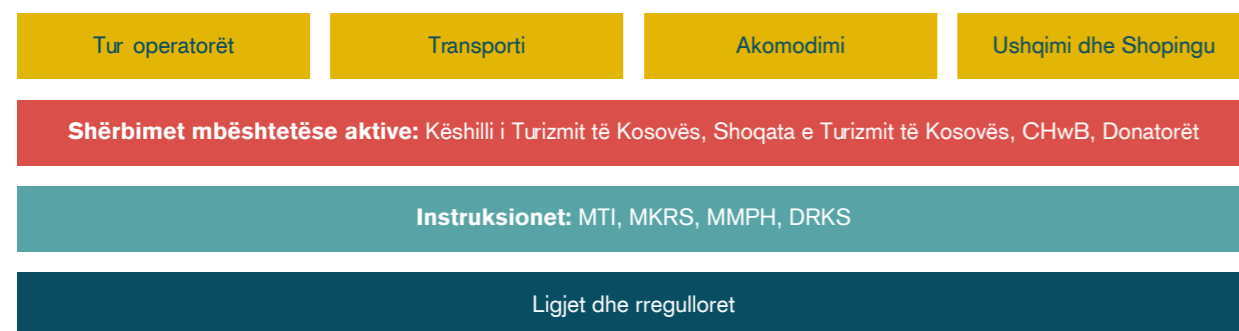 Tur operatorët
Transporti
Akomodimi
Ushqimi dhe Shopingu
Shërbimet mbështetëse aktive: Këshilli i Turizmit të Kosovës, Shoqata e Turizmit të Kosovës, CHwB, Donatorët
Instruksionet: MTI, MKRS, MMPH, DRKS
Ligjet dhe rregulloret